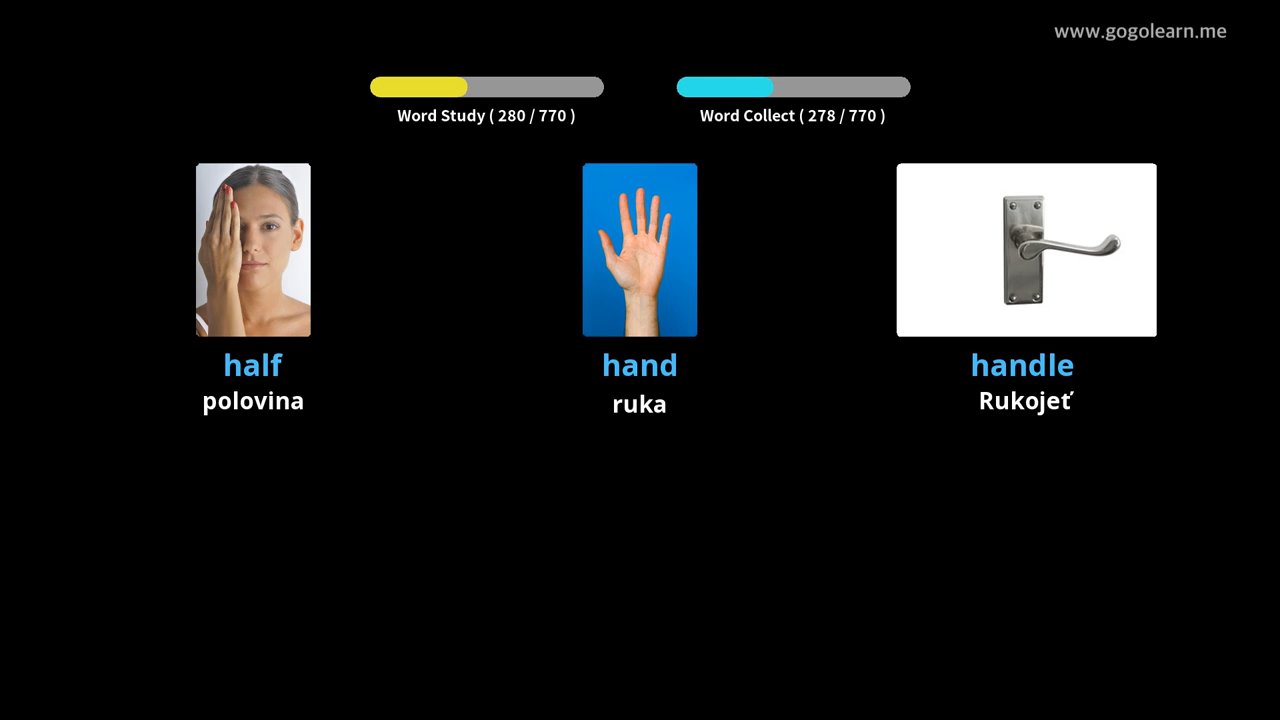 www.gogolearn.me
Word Study ( 280 / 770 )
Word Collect ( 278 / 770 )
half
hand
handle
polovina
ruka
Rukojeť